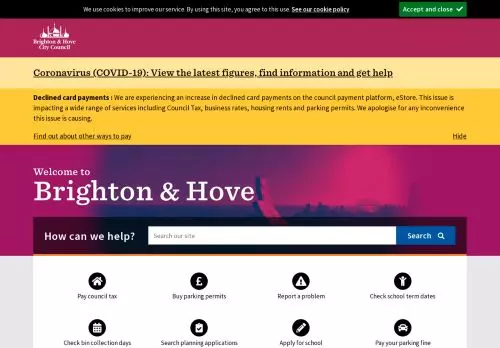 We use cookies to improve our service. By using this site, you agree to this use. See our cookie policy
Accept and close
Brighton & Hove
City Council
Coronavirus (COVID-19): View the latest figures, find information and get help
Declined card payments : We are experiencing an increase in declined card payments on the council payment platform, eStore. This issue is
impacting a wide range of services including Council Tax, business rates, housing rents and parking permits. We apologise for any inconvenience
this issue is causing.
Find out about other ways to pay
Hide
Welcome to
Brighton & Hove
How can we help?
Search our site
Search
Pay council tax
Buy parking permits
Report a problem
Check school term dates
Check bin collection days
Search planning applications
Apply for school
Pay your parking fine